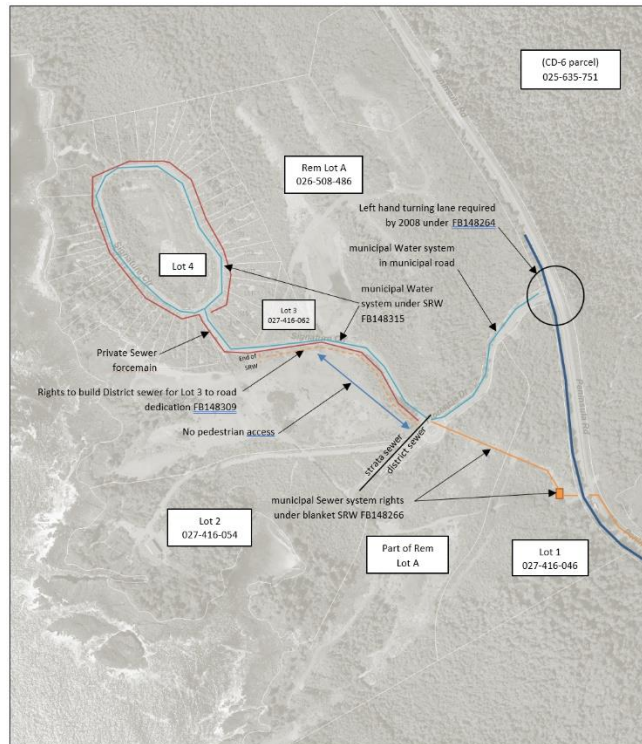 (CD-6 parcel)
025-635-751
Rem Lot A
026-508-486
Left hand turning lane required
by 2008 under FB148264
municipal Water system
in municipal road
Lot 4
municipal Water
system under SRW
FB148315
Lot 3
027-416-062
Private Sewer
forcemain
End of
SRW
Rights to build District sewer for Lot 3 to road
dedication FB148309
No pedestrian access
strata sewer
district sewer
municipal Sewer system rights
under blanket SRW FB148266
Lot 2
027-416-054
Part of Rem
Lot A
Lot 1
027-416-046